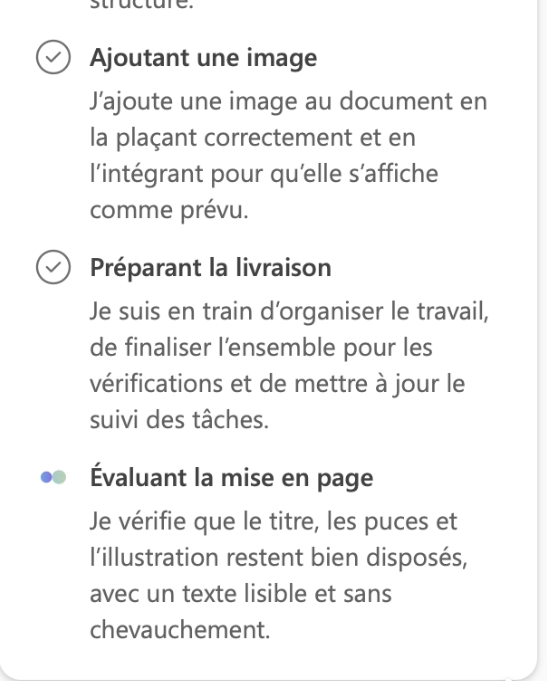 structure.
Ajoutant une image
J’ajoute une image au document en
la plaçant correctement et en
l’intégrant pour qu’elle s’affiche
comme prévu.
Préparant la livraison
Je suis en train d’organiser le travail,
de finaliser l’ensemble pour les
vérifications et de mettre à jour le
suivi des tâches.
Évaluant la mise en page
Je vérifie que le titre, les puces et
l’illustration restent bien disposés,
avec un texte lisible et sans
chevauchement.